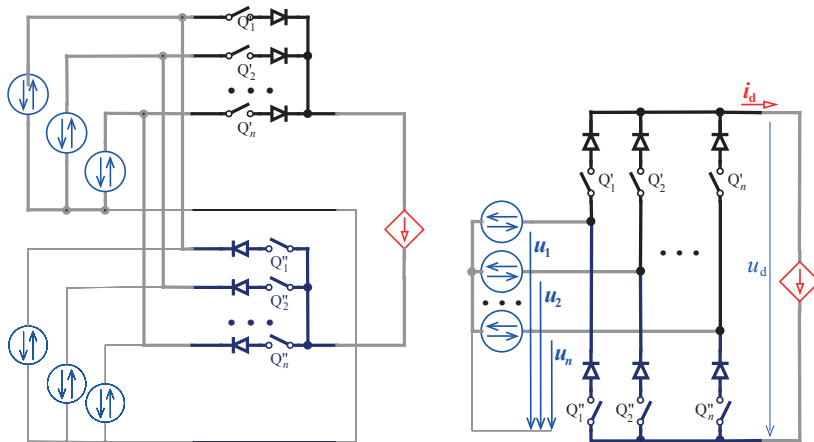 Q'1
Q'2
• • •
Q'n
Q"1
Q"2
• • •
Q"n
id
Q'1
Q'2
Q'n
u1
• • •
u2
ud
• • •
un
Q"1
Q"2
Q"n